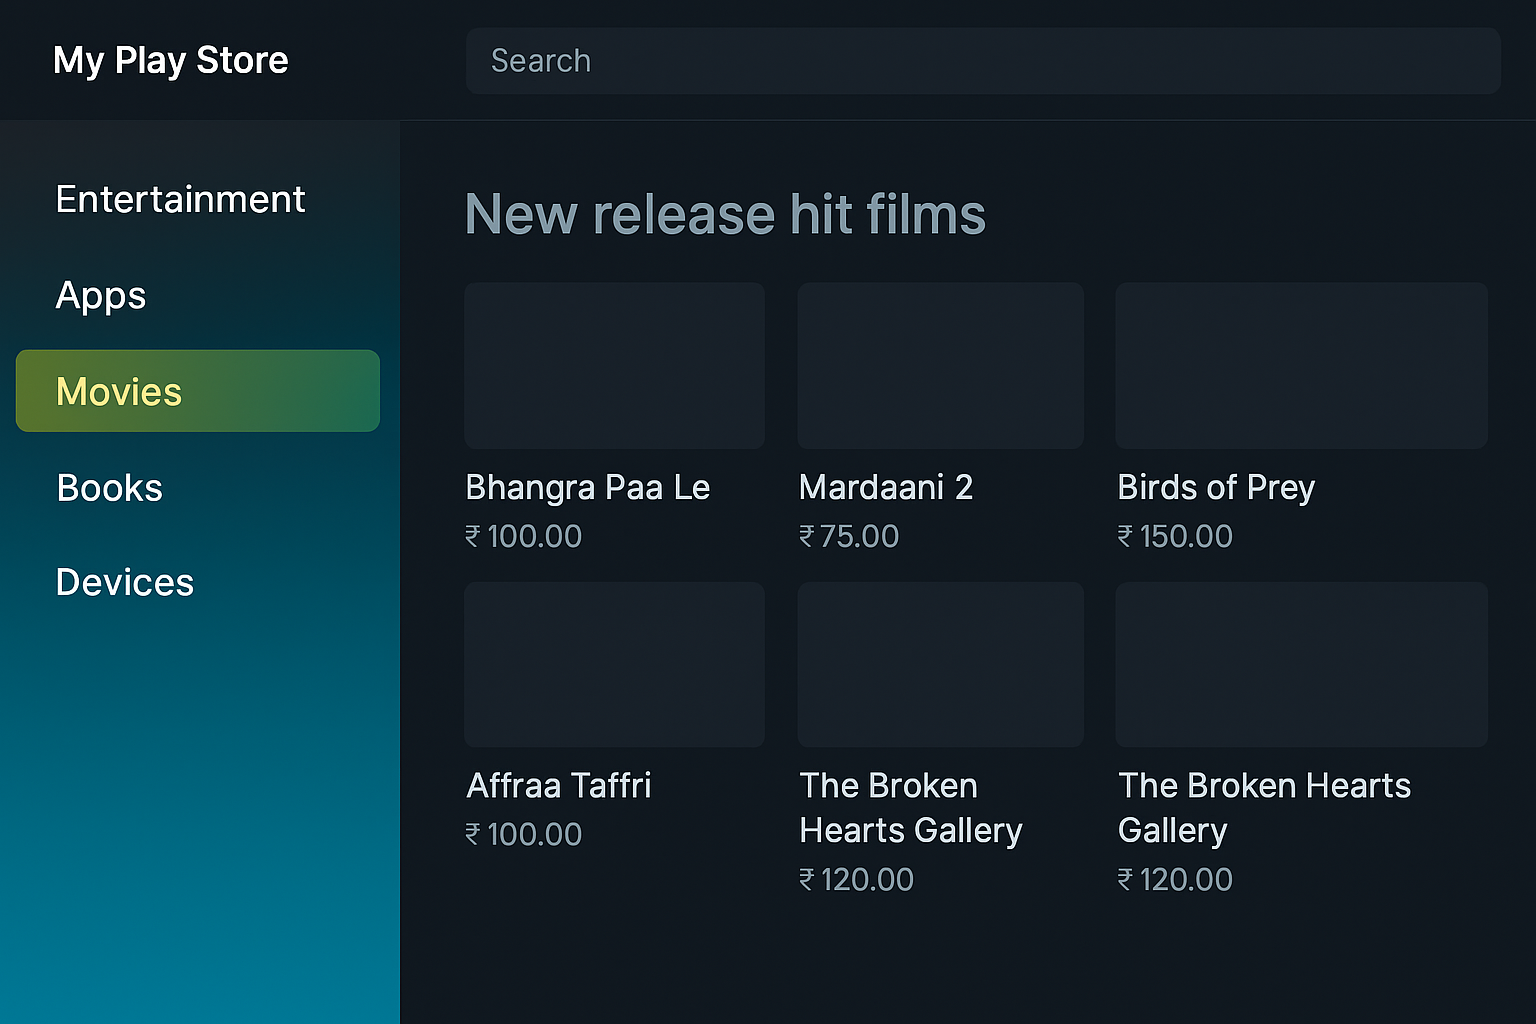 My Play Store
Search
Entertainment
Apps
Movies
Books
Devices
New release hit films
Bhangra Paa Le
₹ 100.00
Mardaani 2
₹ 75.00
Birds of Prey
₹ 150.00
Affraa Taffri
₹ 100.00
The Broken
Hearts Gallery
₹ 120.00
The Broken Hearts
Gallery
₹ 120.00